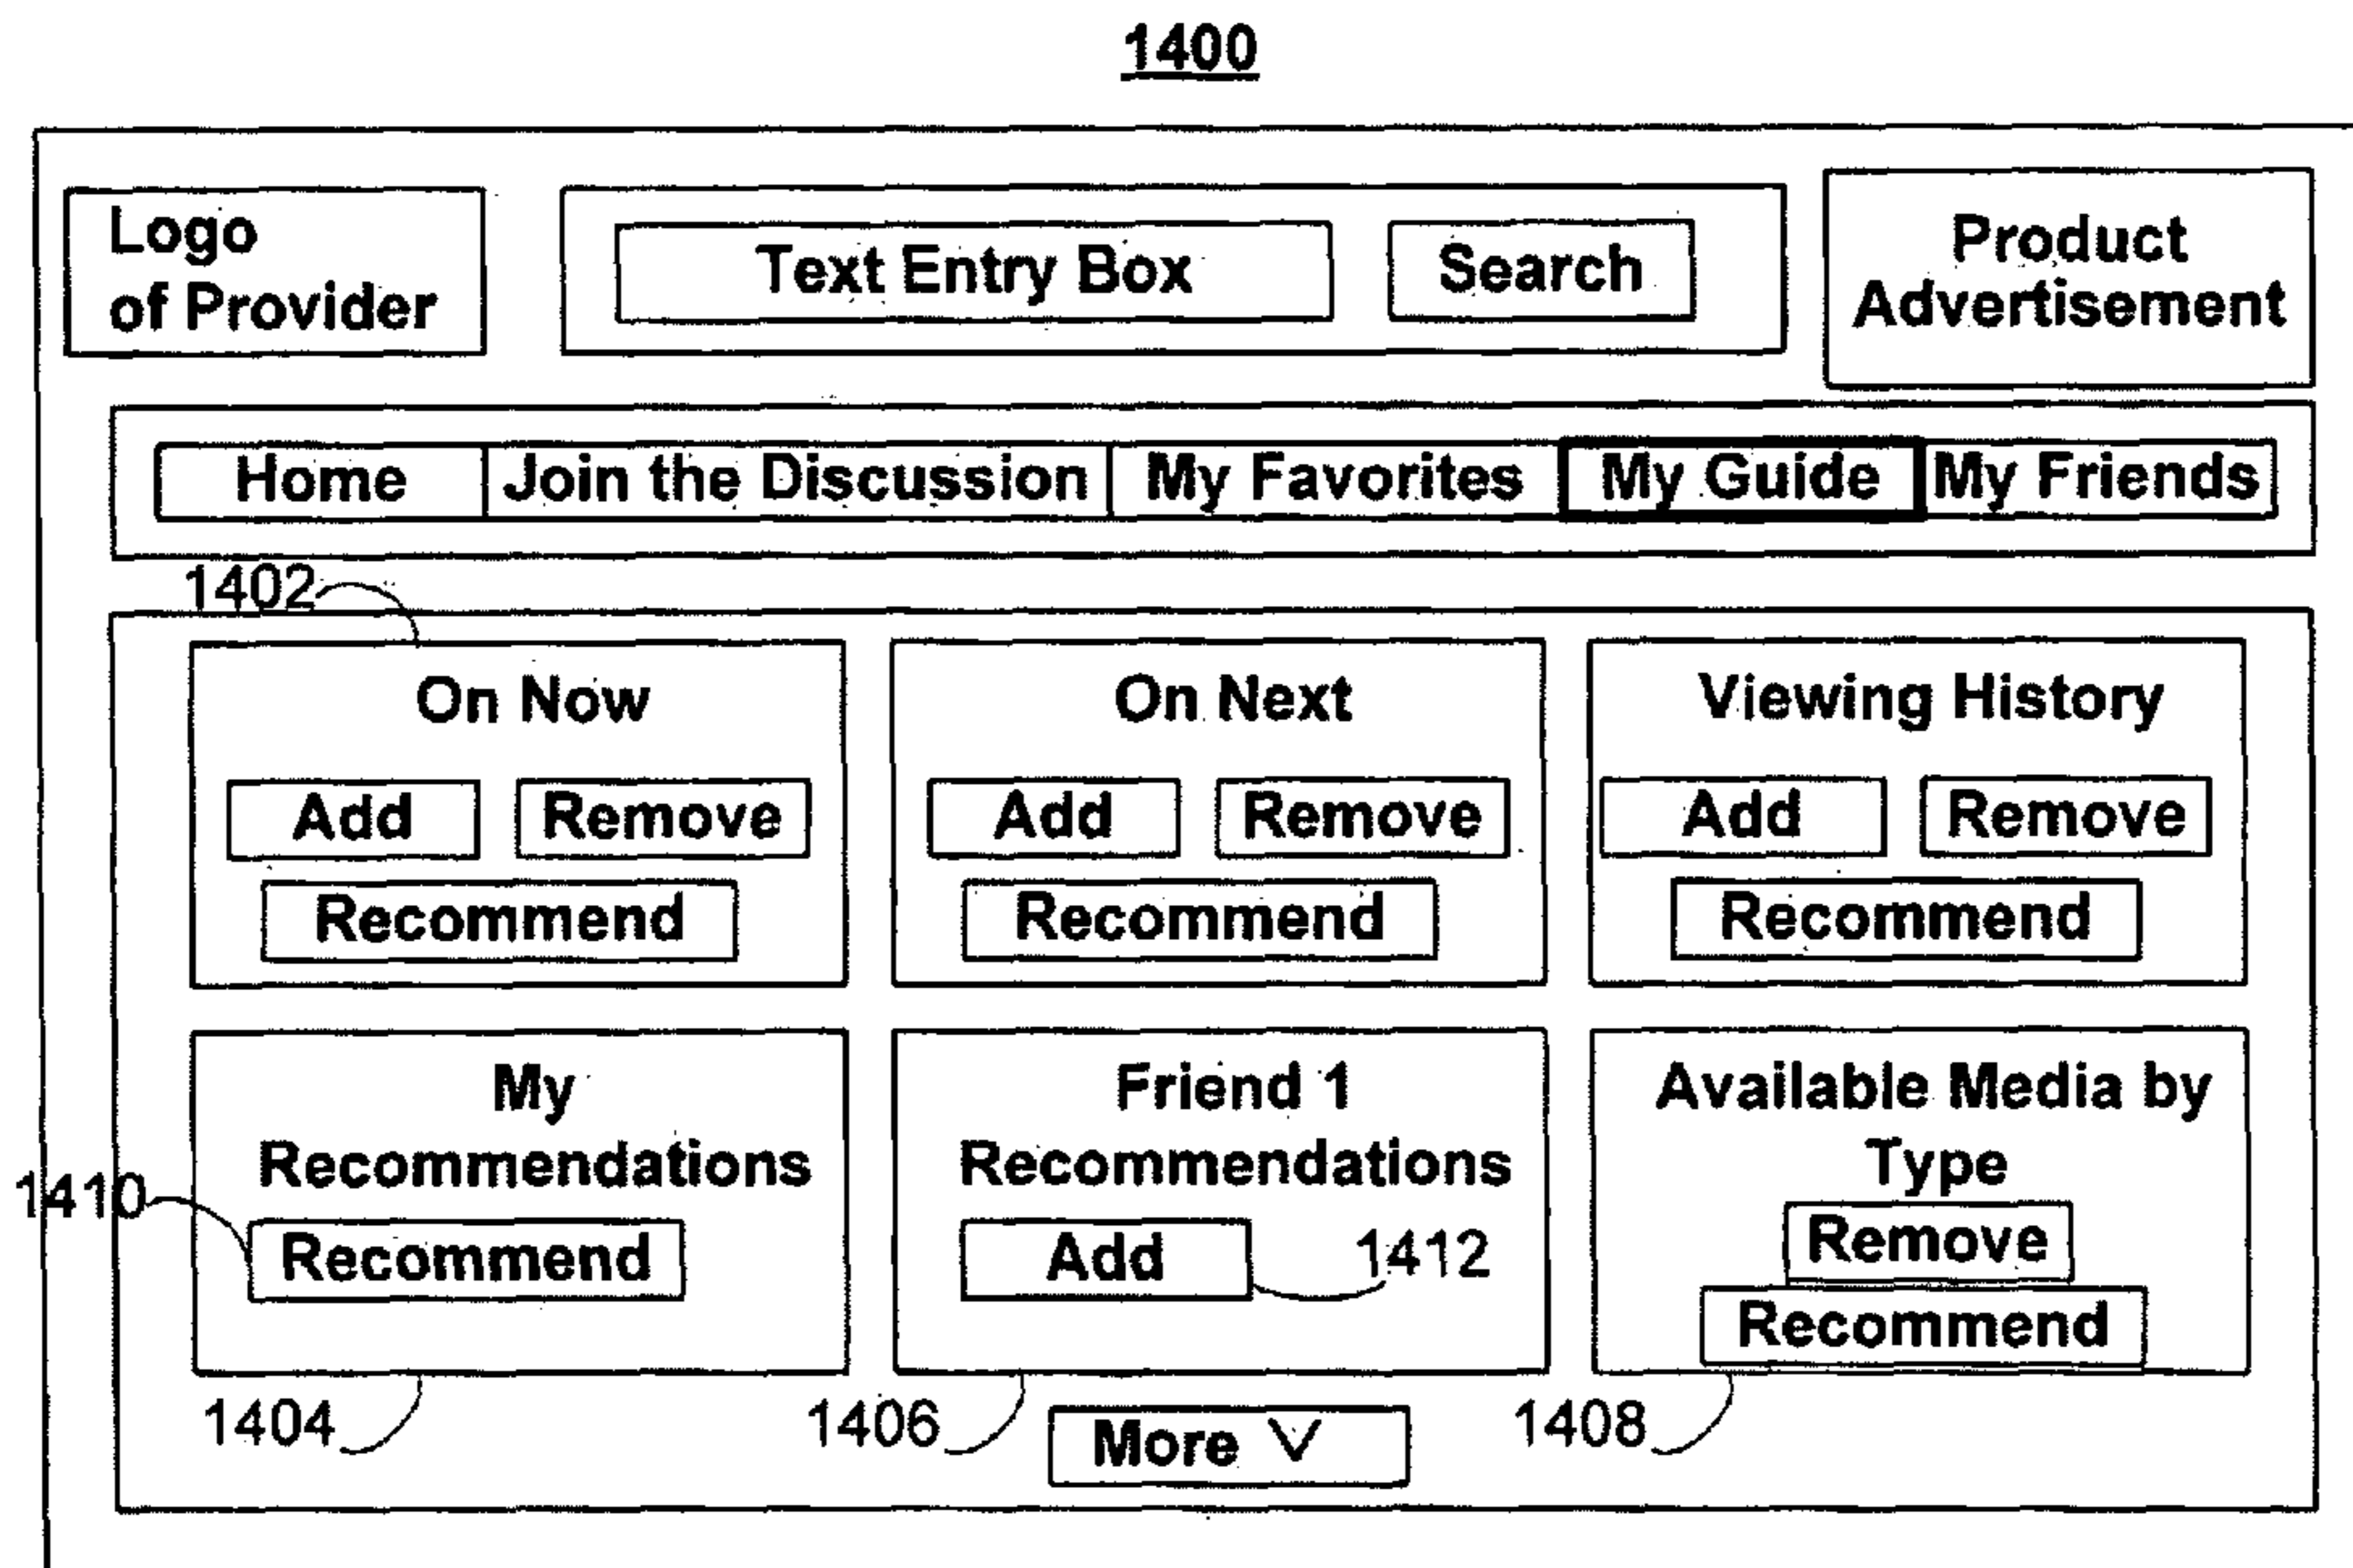 1400
Logo
of Provider
Text Entry Box
Search
Product
Advertisement
Home
Join the Discussion
My Favorites
My Guide
My Friends
1402
On Now
Add
Remove
Recommend
On Next
Add
Remove
Recommend
Viewing History
Add
Remove
Recommend
My
Recommendations
1410
Recommend
1404
Friend 1
Recommendations
Add
1412
1406
Available Media by
Type
Remove
Recommend
1408
More V